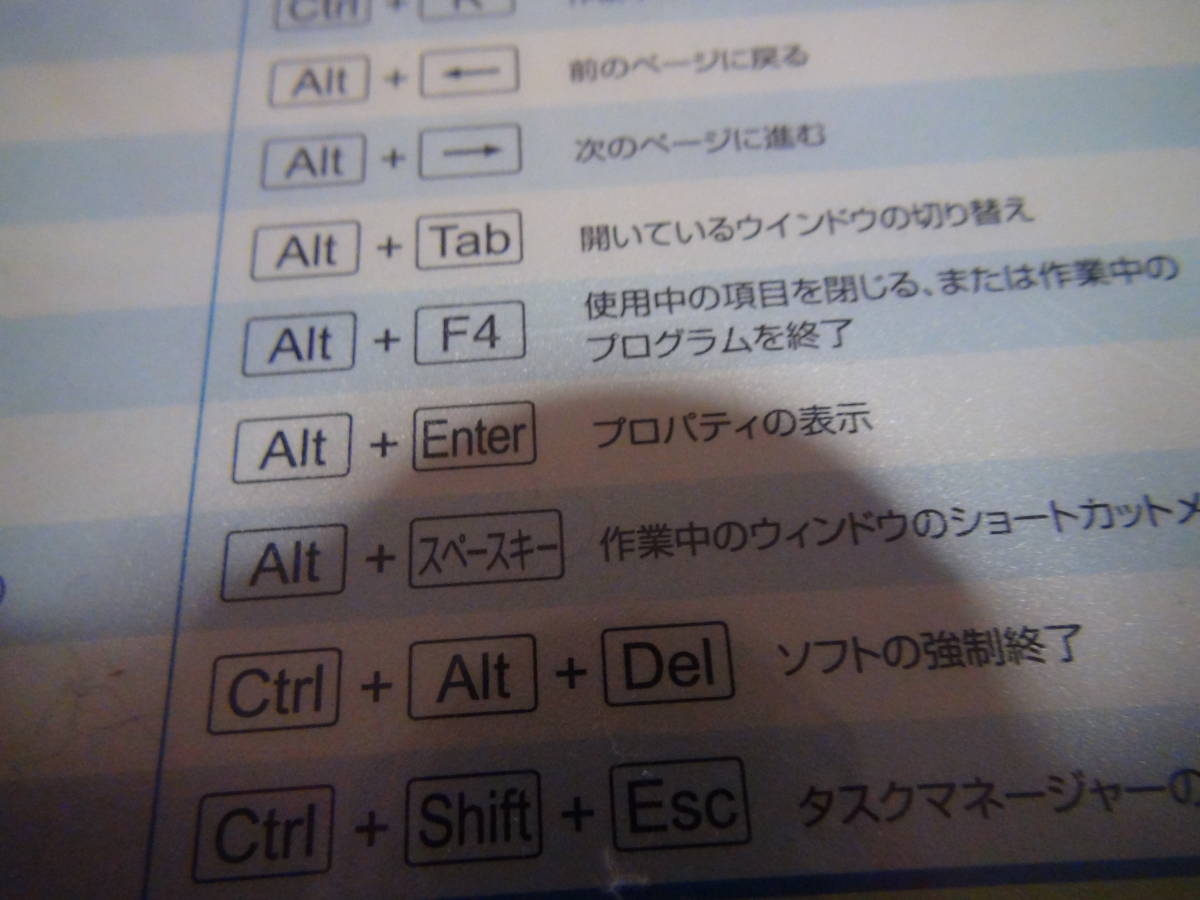 Ctrl + K
Alt + ← 前のページに戻る
Alt + → 次のページに進む
Alt + Tab 開いているウインドウの切り替え
Alt + F4 使用中の項目を閉じる、または作業中の
プログラムを終了
Alt + Enter プロパティの表示
Alt + スペースキー 作業中のウィンドウのショートカットメ
Ctrl + Alt + Del ソフトの強制終了
Ctrl + Shift + Esc タスクマネージャーの